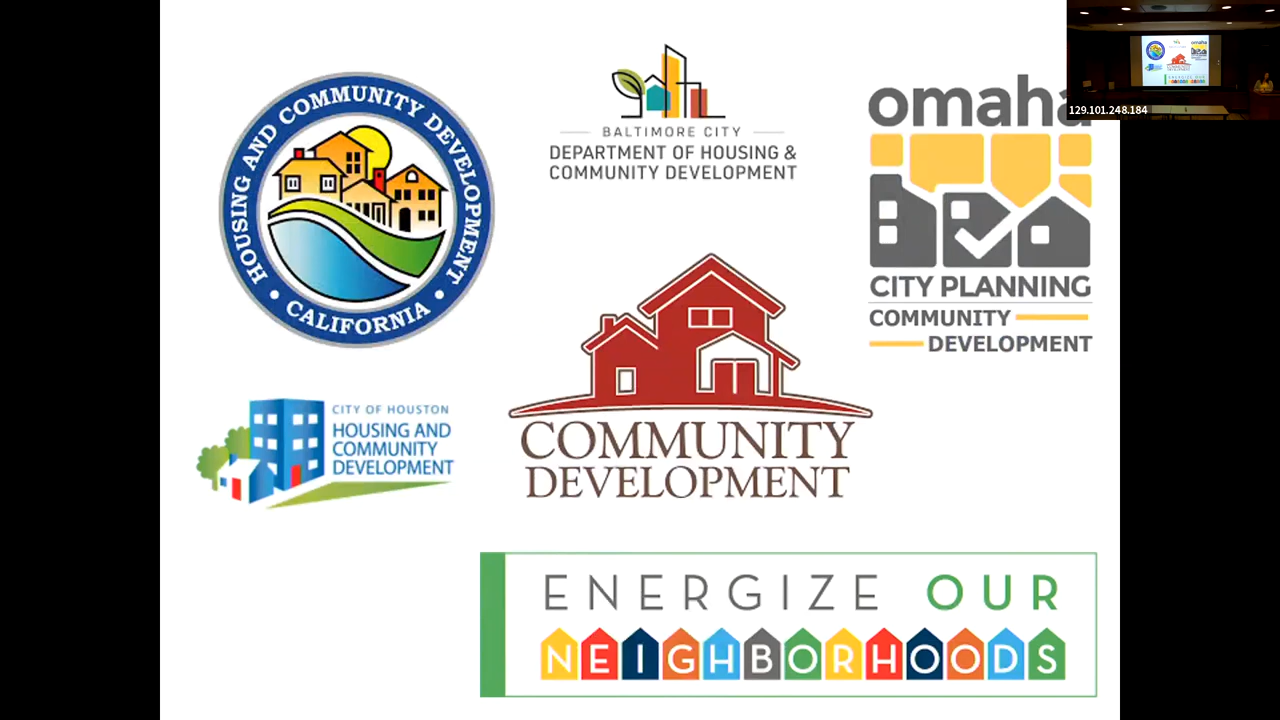 HOUSING AND COMMUNITY DEVELOPMENT
• CALIFORNIA •
BALTIMORE CITY
DEPARTMENT OF HOUSING &
COMMUNITY DEVELOPMENT
omaha
CITY PLANNING
COMMUNITY
DEVELOPMENT
129.101.248.184
CITY OF HOUSTON
HOUSING AND
COMMUNITY
DEVELOPMENT
COMMUNITY
DEVELOPMENT
ENERGIZE OUR
NEIGHBORHOODS